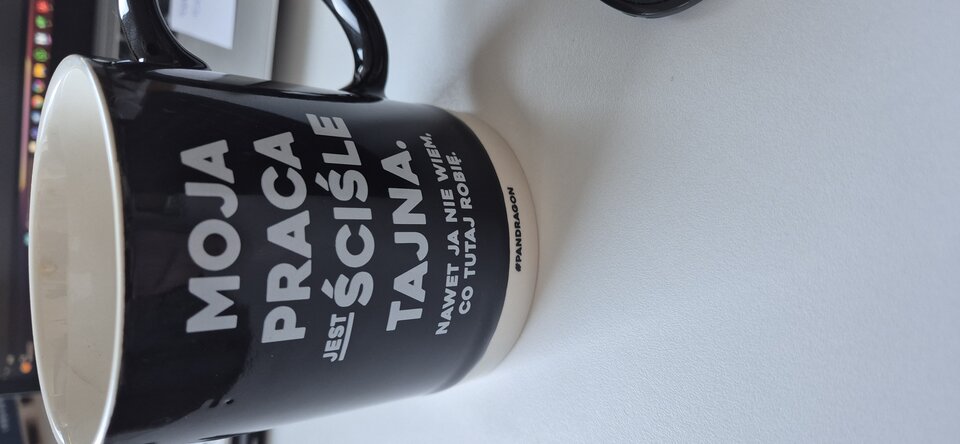 MOJA
PRACA
JEST ŚCIŚLE
TAJNA.
NAWET JA NIE WIEM,
CO TUTAJ ROBIĘ.
@PANDRAGON